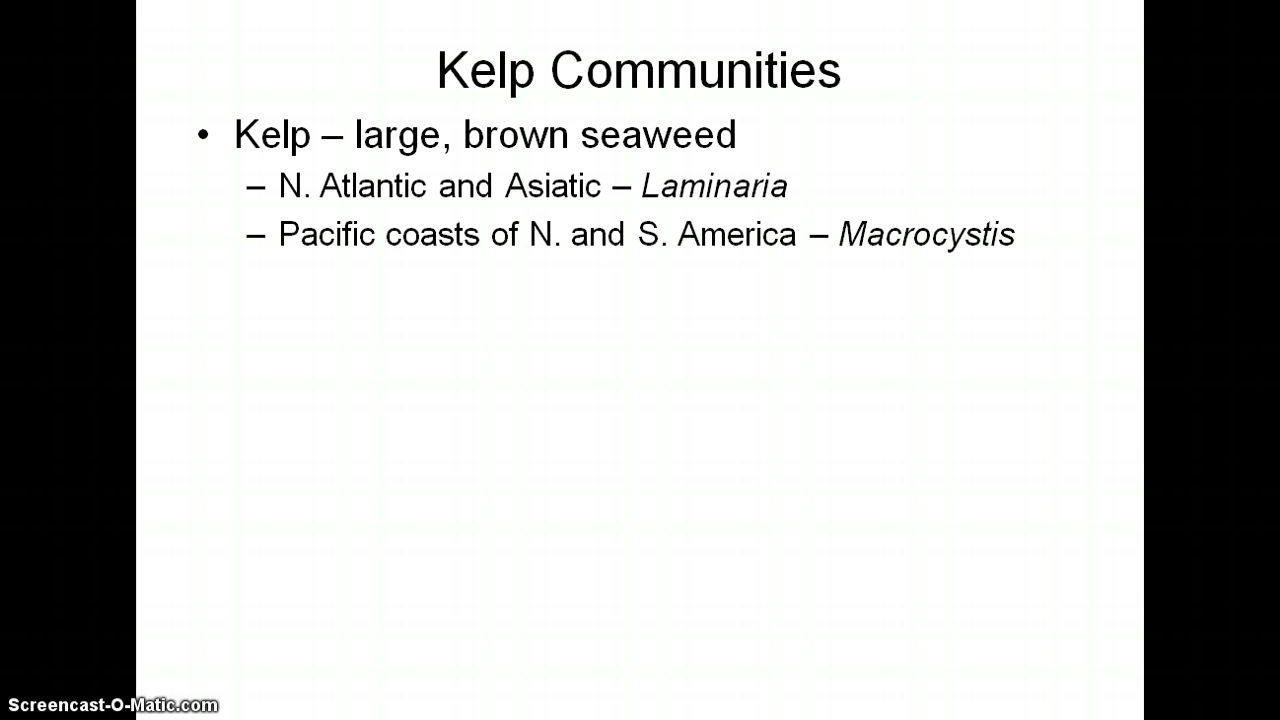 Kelp Communities
• Kelp – large, brown seaweed
– N. Atlantic and Asiatic – Laminaria
– Pacific coasts of N. and S. America – Macrocystis
Screencast-O-Matic.com